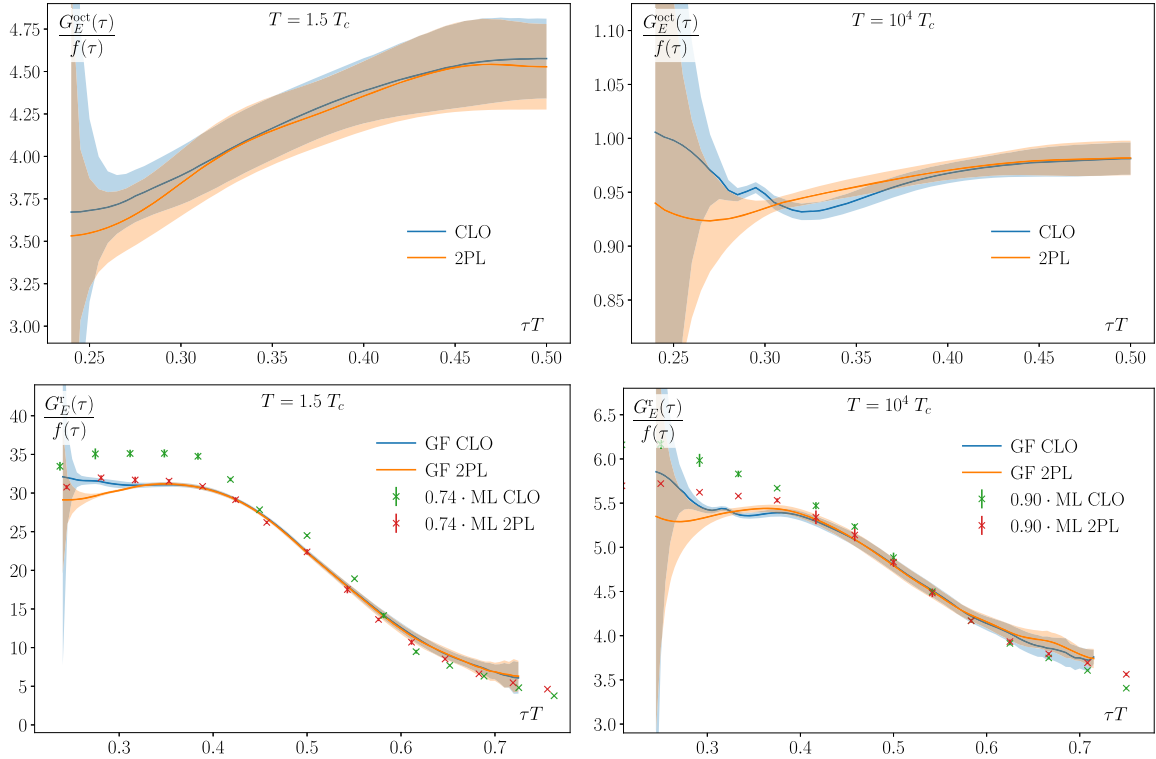 G_E^oct(τ)
f(τ)
T = 1.5 T_c
4.75
4.50
4.25
4.00
3.75
3.50
3.25
3.00
CLO
2PL
τT
0.25 0.30 0.35 0.40 0.45 0.50
G_E^oct(τ)
f(τ)
T = 10^4 T_c
1.10
1.05
1.00
0.95
0.90
0.85
CLO
2PL
τT
0.25 0.30 0.35 0.40 0.45 0.50
G_E^r(τ)
f(τ)
T = 1.5 T_c
40
35
30
25
20
15
10
5
0
GF CLO
GF 2PL
0.74 · ML CLO
0.74 · ML 2PL
τT
0.3 0.4 0.5 0.6 0.7
G_E^r(τ)
f(τ)
T = 10^4 T_c
6.5
6.0
5.5
5.0
4.5
4.0
3.5
3.0
GF CLO
GF 2PL
0.90 · ML CLO
0.90 · ML 2PL
τT
0.3 0.4 0.5 0.6 0.7